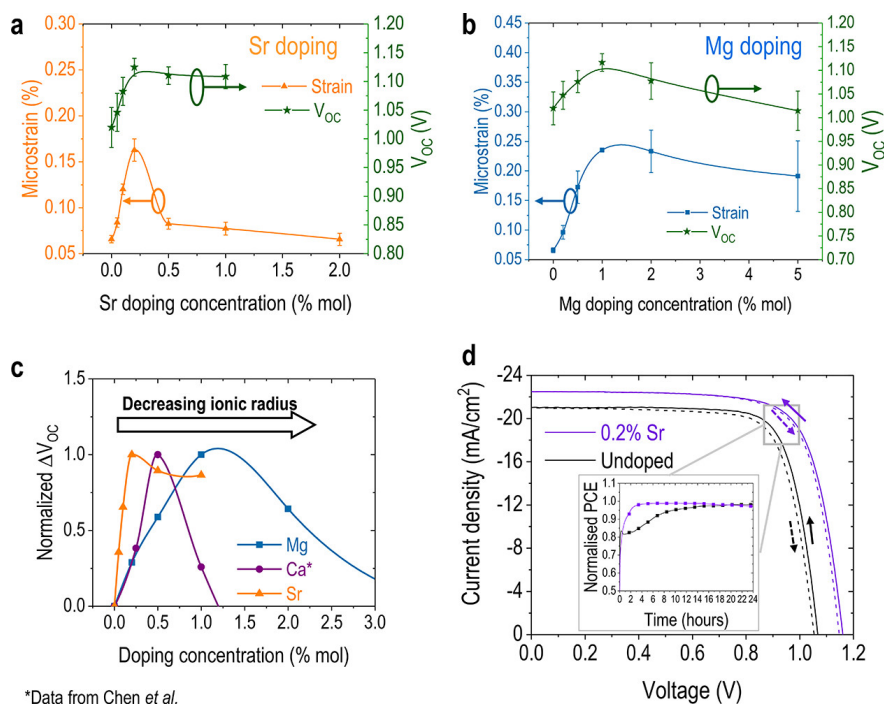 a
Sr doping
Microstrain (%)
0.30
0.25
0.20
0.15
0.10
0.05
Strain
V_OC
1.20
1.15
1.10
1.05
1.00
0.95
0.90
0.85
0.80
V_OC (V)
0.0 0.5 1.0 1.5 2.0
Sr doping concentration (% mol)
b
Mg doping
Microstrain (%)
0.45
0.40
0.35
0.30
0.25
0.20
0.15
0.10
0.05
Strain
V_OC
1.20
1.15
1.10
1.05
1.00
0.95
0.90
0.85
0.80
0.75
0.70
V_OC (V)
0 1 2 3 4 5
Mg doping concentration (% mol)
c
Decreasing ionic radius
Normalized ΔV_OC
1.5
1.0
0.5
0.0
Mg
Ca*
Sr
0.0 0.5 1.0 1.5 2.0 2.5 3.0
Doping concentration (% mol)
*Data from Chen et al.
d
Current density (mA/cm²)
-24
-20
-16
-12
-8
-4
0
0.2% Sr
Undoped
Normalised PCE
1.0
0.9
0.8
0.7
0.6
0.5
0.4
0.3
0 2 4 6 8 10 12 14 16 18 20 22 24
Time (hours)
0.0 0.2 0.4 0.6 0.8 1.0 1.2
Voltage (V)